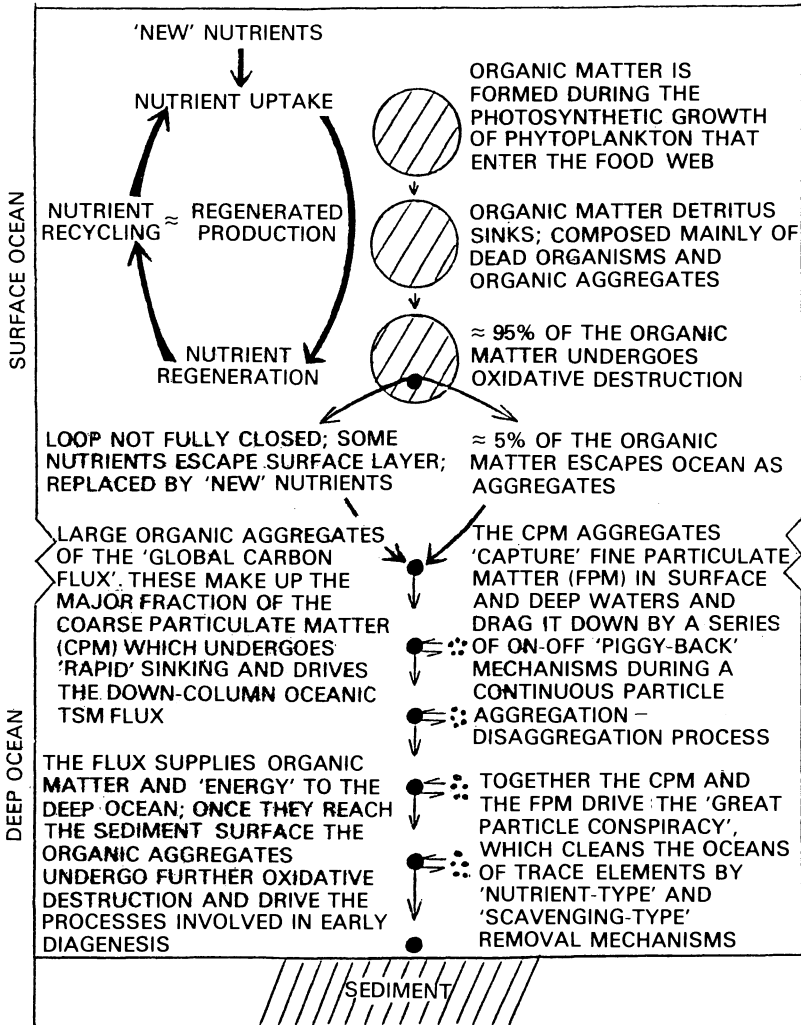 'NEW' NUTRIENTS
NUTRIENT UPTAKE
NUTRIENT
RECYCLING
≈
REGENERATED
PRODUCTION
NUTRIENT
REGENERATION
ORGANIC MATTER IS
FORMED DURING THE
PHOTOSYNTHETIC GROWTH
OF PHYTOPLANKTON THAT
ENTER THE FOOD WEB
ORGANIC MATTER DETRITUS
SINKS; COMPOSED MAINLY OF
DEAD ORGANISMS AND
ORGANIC AGGREGATES
≈ 95% OF THE ORGANIC
MATTER UNDERGOES
OXIDATIVE DESTRUCTION
SURFACE OCEAN
LOOP NOT FULLY CLOSED; SOME
NUTRIENTS ESCAPE SURFACE LAYER;
REPLACED BY 'NEW' NUTRIENTS
≈ 5% OF THE ORGANIC
MATTER ESCAPES OCEAN AS
AGGREGATES
LARGE ORGANIC AGGREGATES
OF THE 'GLOBAL CARBON
FLUX'. THESE MAKE UP THE
MAJOR FRACTION OF THE
COARSE PARTICULATE MATTER
(CPM) WHICH UNDERGOES
'RAPID' SINKING AND DRIVES
THE DOWN-COLUMN OCEANIC
TSM FLUX
THE CPM AGGREGATES
'CAPTURE' FINE PARTICULATE
MATTER (FPM) IN SURFACE
AND DEEP WATERS AND
DRAG IT DOWN BY A SERIES
OF ON-OFF 'PIGGY-BACK'
MECHANISMS DURING A
CONTINUOUS PARTICLE
AGGREGATION –
DISAGGREGATION PROCESS
DEEP OCEAN
THE FLUX SUPPLIES ORGANIC
MATTER AND 'ENERGY' TO THE
DEEP OCEAN; ONCE THEY REACH
THE SEDIMENT SURFACE THE
ORGANIC AGGREGATES
UNDERGO FURTHER OXIDATIVE
DESTRUCTION AND DRIVE THE
PROCESSES INVOLVED IN EARLY
DIAGENESIS
TOGETHER THE CPM AND
THE FPM DRIVE THE 'GREAT
PARTICLE CONSPIRACY',
WHICH CLEANS THE OCEANS
OF TRACE ELEMENTS BY
'NUTRIENT-TYPE' AND
'SCAVENGING-TYPE'
REMOVAL MECHANISMS
SEDIMENT